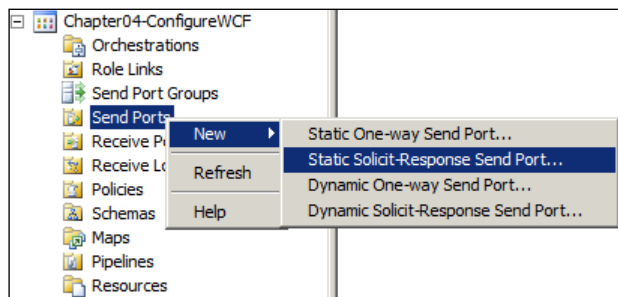 Chapter04-ConfigureWCF
Orchestrations
Role Links
Send Port Groups
Send Ports
New
Static One-way Send Port...
Static Solicit-Response Send Port...
Dynamic One-way Send Port...
Dynamic Solicit-Response Send Port...
Receive P
Refresh
Receive Lo
Policies
Help
Schemas
Maps
Pipelines
Resources